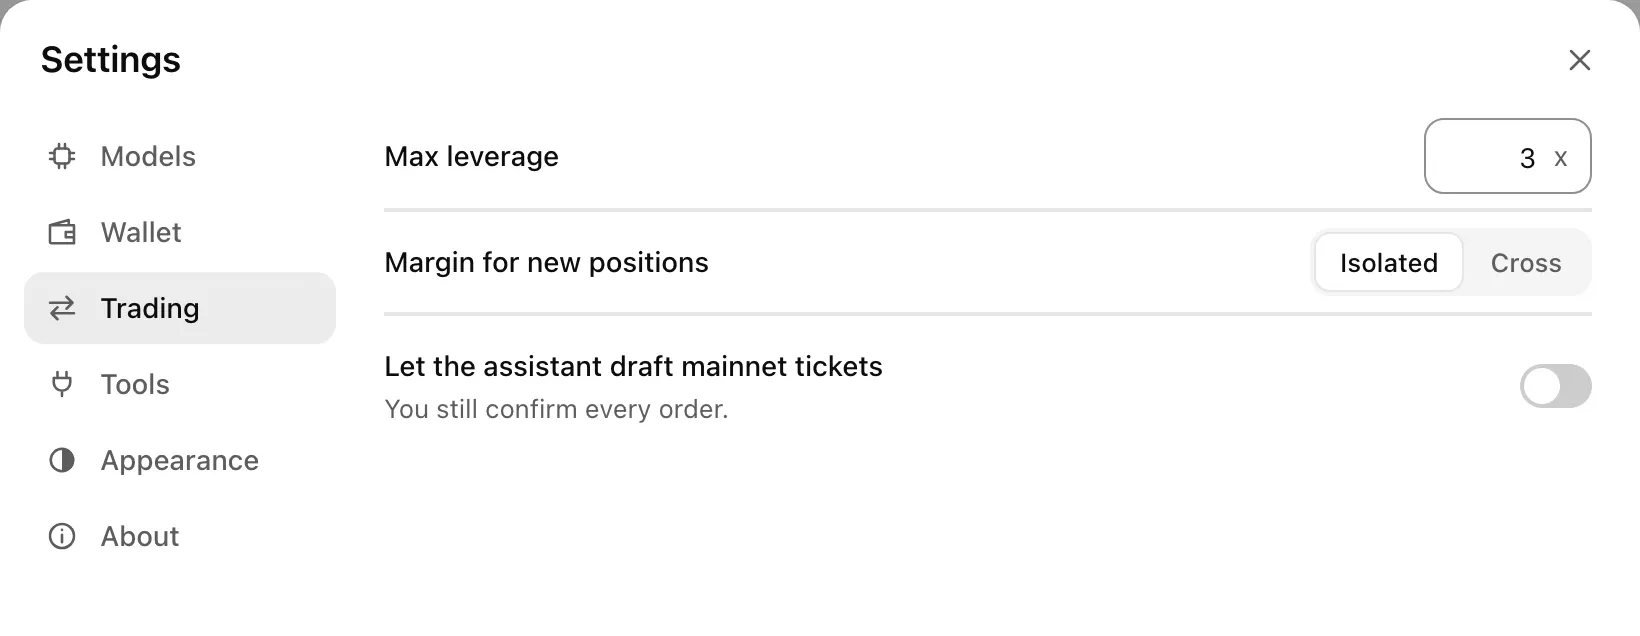 Settings
Models
Wallet
Trading
Tools
Appearance
About
Max leverage
3 x
Margin for new positions
Isolated Cross
Let the assistant draft mainnet tickets
You still confirm every order.